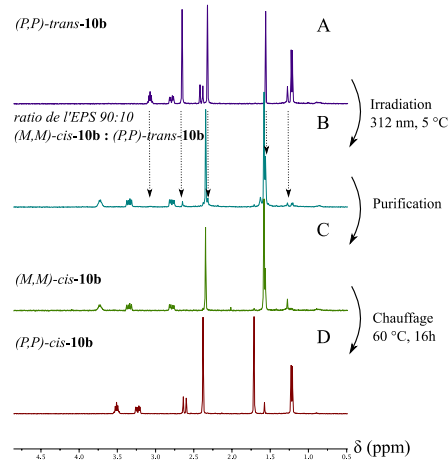 (P,P)-trans-10b
A
ratio de l'EPS 90:10
(M,M)-cis-10b : (P,P)-trans-10b
B
Irradiation
312 nm, 5 °C
C
Purification
(M,M)-cis-10b
D
Chauffage
60 °C, 16h
(P,P)-cis-10b
4.5 4.0 3.5 3.0 2.5 2.0 1.5 1.0 0.5
δ (ppm)